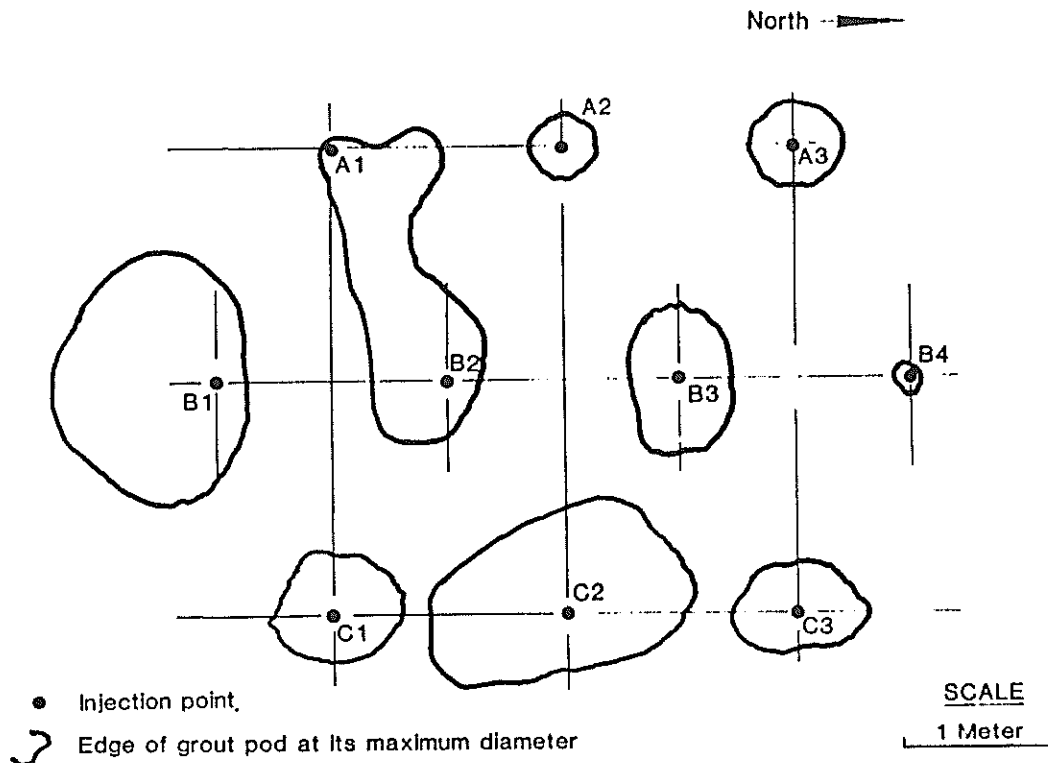 North
A2
A1
A3
B2
B4
B1
B3
C2
C1
C3
Injection point.
SCALE
Edge of grout pod at its maximum diameter
1 Meter